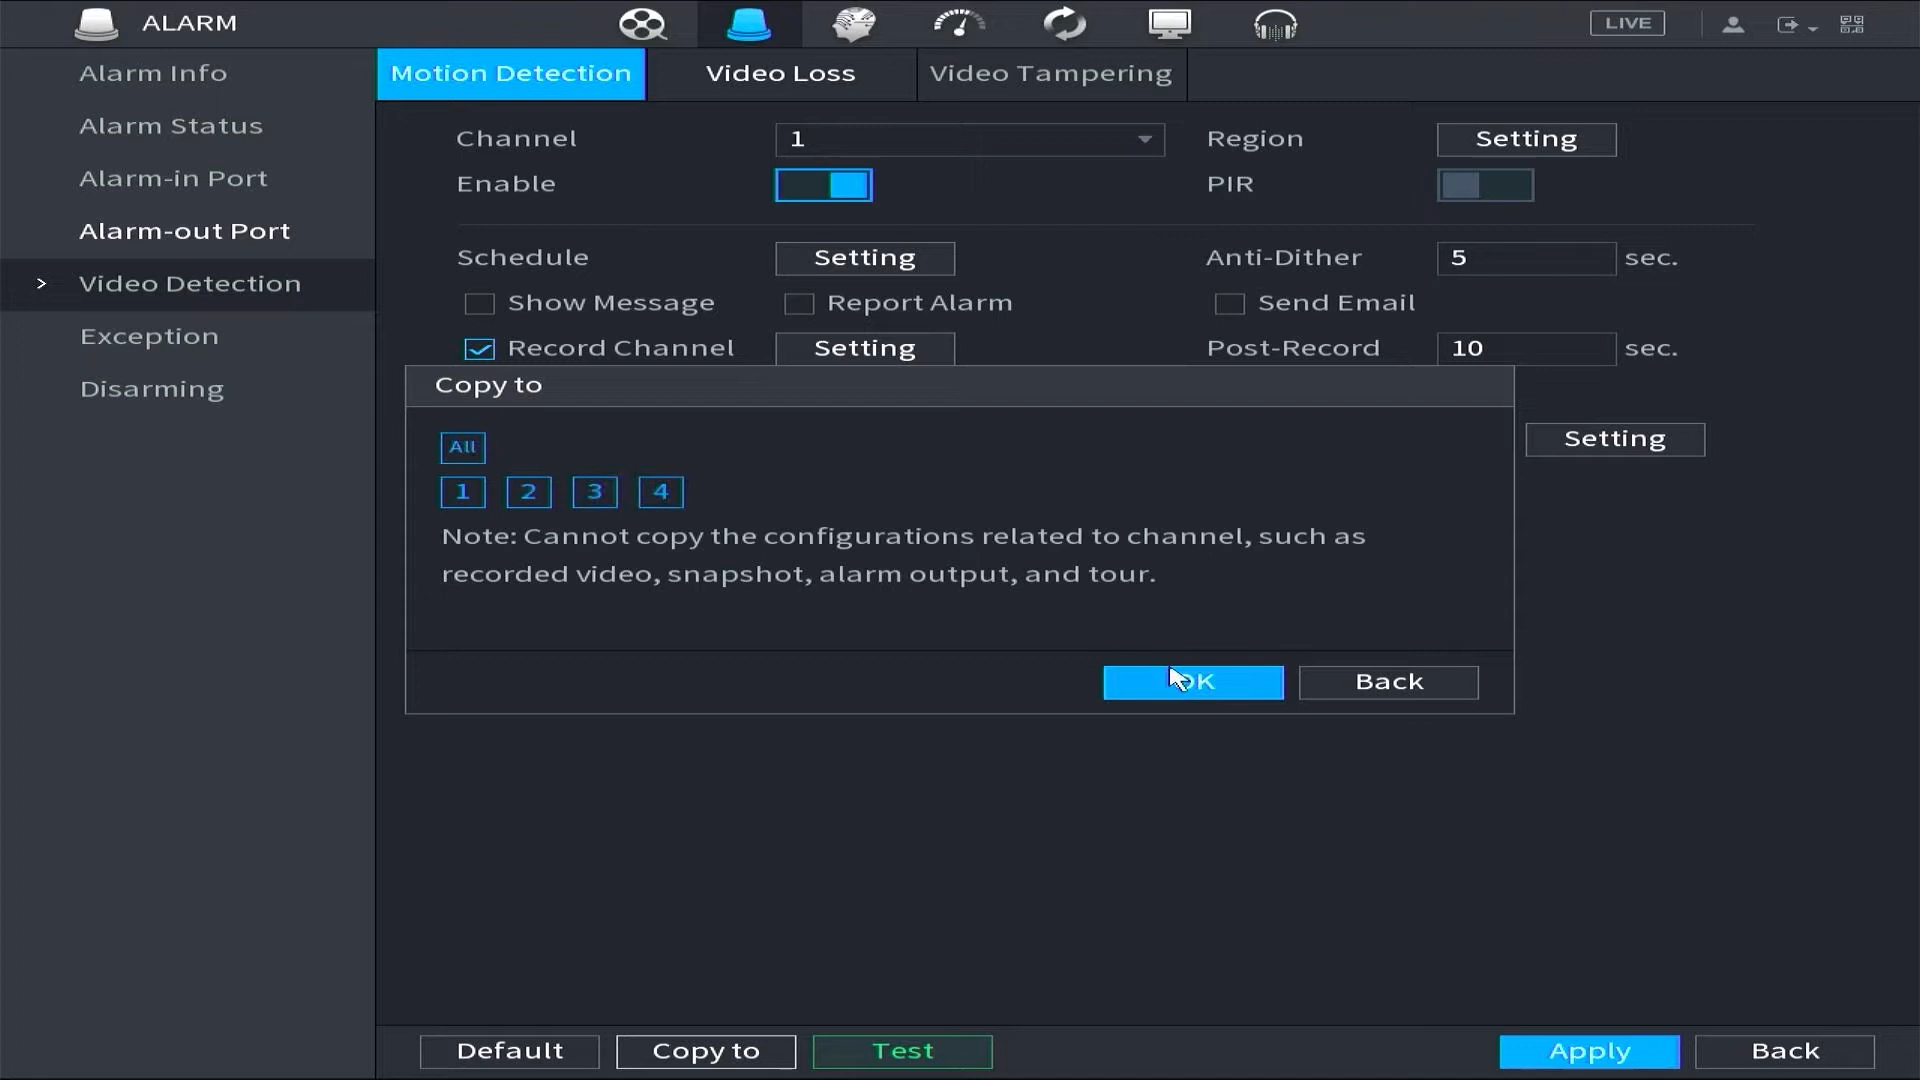 ALARM
LIVE
Alarm Info
Alarm Status
Alarm-in Port
Alarm-out Port
> Video Detection
Exception
Disarming
Motion Detection Video Loss Video Tampering
Channel 1 Region Setting
Enable PIR
Schedule Setting Anti-Dither 5 sec.
Show Message Report Alarm Send Email
Record Channel Setting Post-Record 10 sec.
Copy to
All
1 2 3 4
Setting
Note: Cannot copy the configurations related to channel, such as
recorded video, snapshot, alarm output, and tour.
OK Back
Default Copy to Test Apply Back